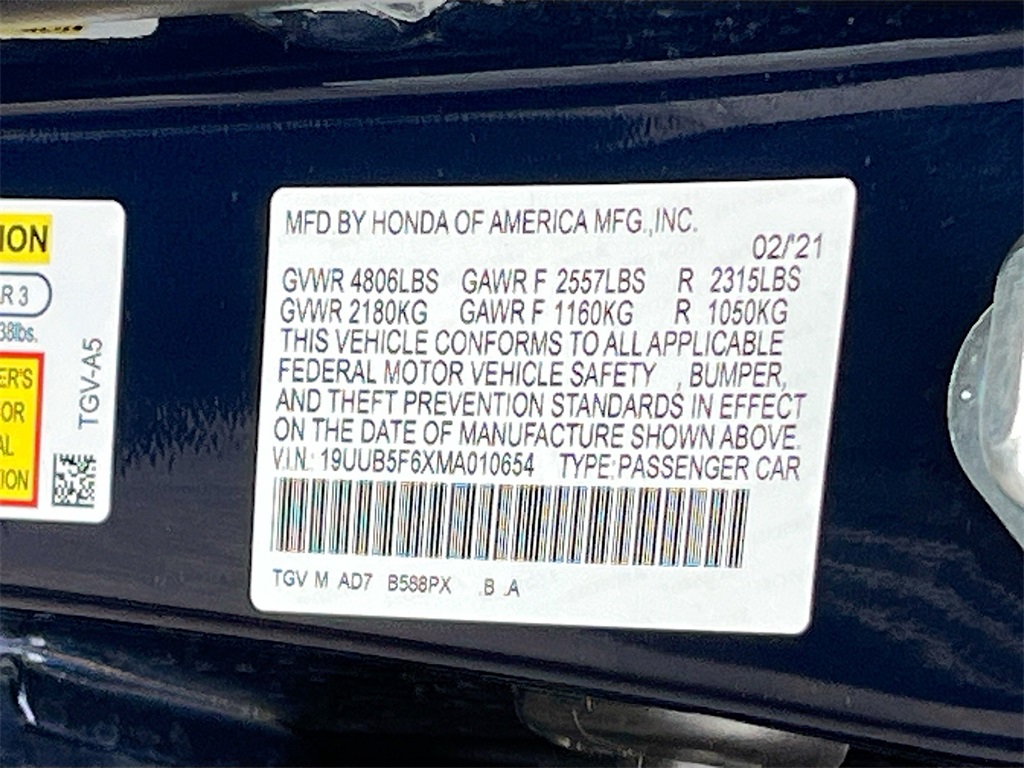 MFD.BY HONDA OF AMERICA MFG.,INC.
02/'21
GVWR 4806LBS GAWR F 2557LBS R 2315LBS
GVWR 2180KG GAWR F 1160KG R 1050KG
THIS VEHICLE CONFORMS TO ALL APPLICABLE
FEDERAL MOTOR VEHICLE SAFETY , BUMPER,
AND THEFT PREVENTION STANDARDS IN EFFECT
ON THE DATE OF MANUFACTURE SHOWN ABOVE.
V.I.N.: 19UUB5F6XMA010654 TYPE:PASSENGER CAR
TGV M AD7 B588PX .B .A
ION
R 3
38lbs.
ER'S
OR
AL
ION
TGV-A5